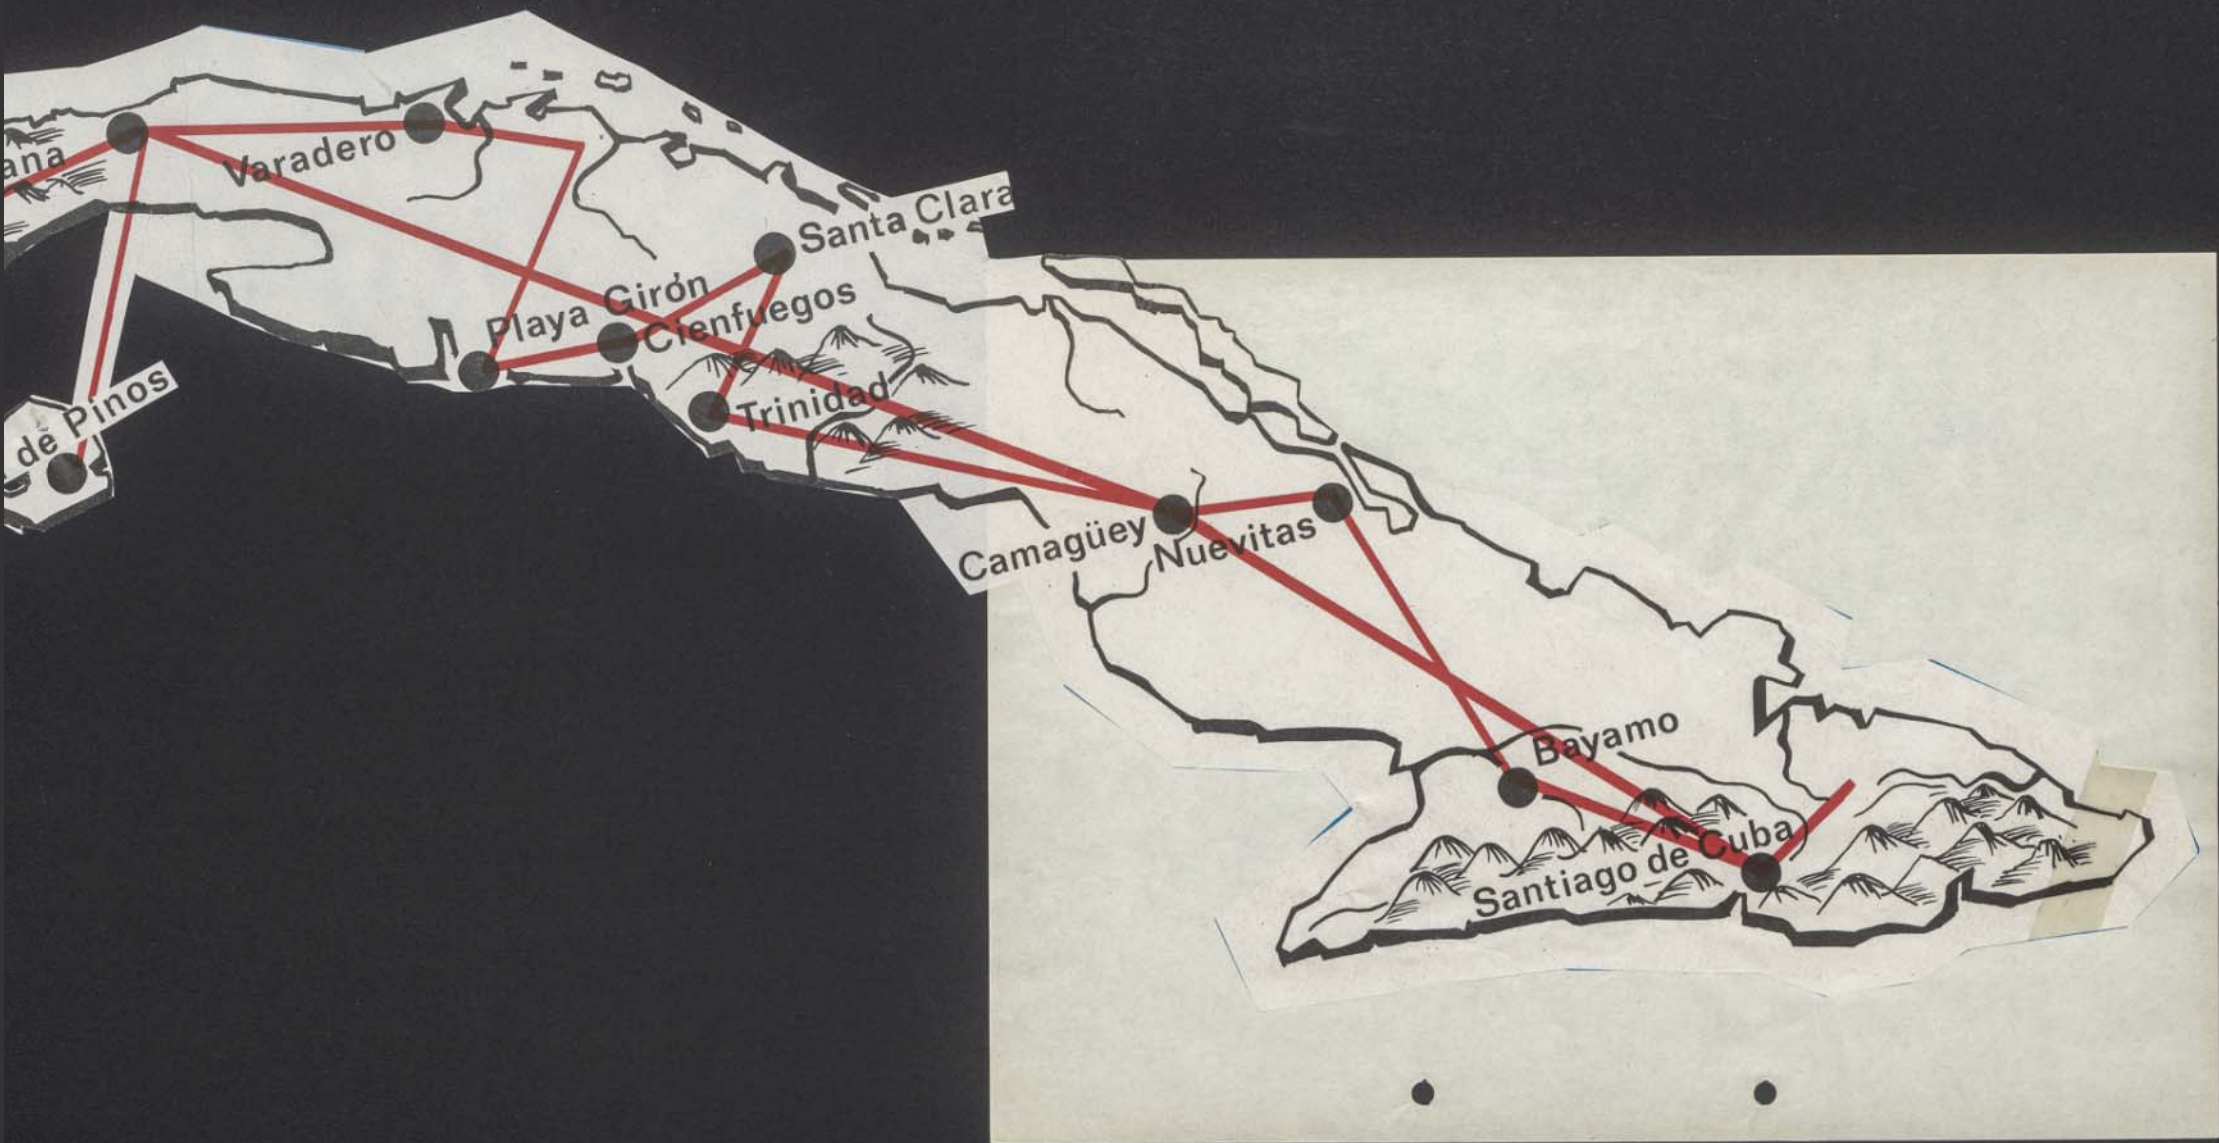 ana
Varadero
Santa Clara
Playa Girón
Cienfuegos
de Pinos
Trinidad
Camagüey
Nuevitas
Bayamo
Santiago de Cuba